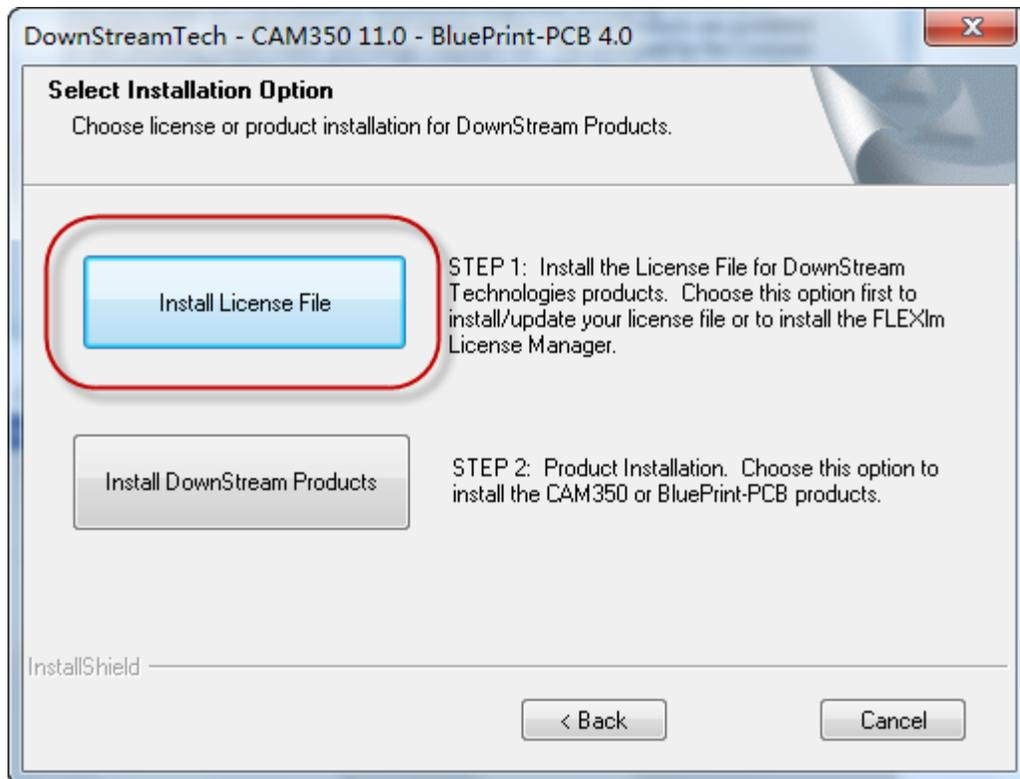 DownStreamTech - CAM350 11.0 - BluePrint-PCB 4.0
Select Installation Option
Choose license or product installation for DownStream Products.
Install License File
STEP 1:  Install the License File for DownStream
Technologies products.  Choose this option first to
install/update your license file or to install the FLEXlm
License Manager.
Install DownStream Products
STEP 2:  Product Installation.  Choose this option to
install the CAM350 or BluePrint-PCB products.
InstallShield
< Back
Cancel